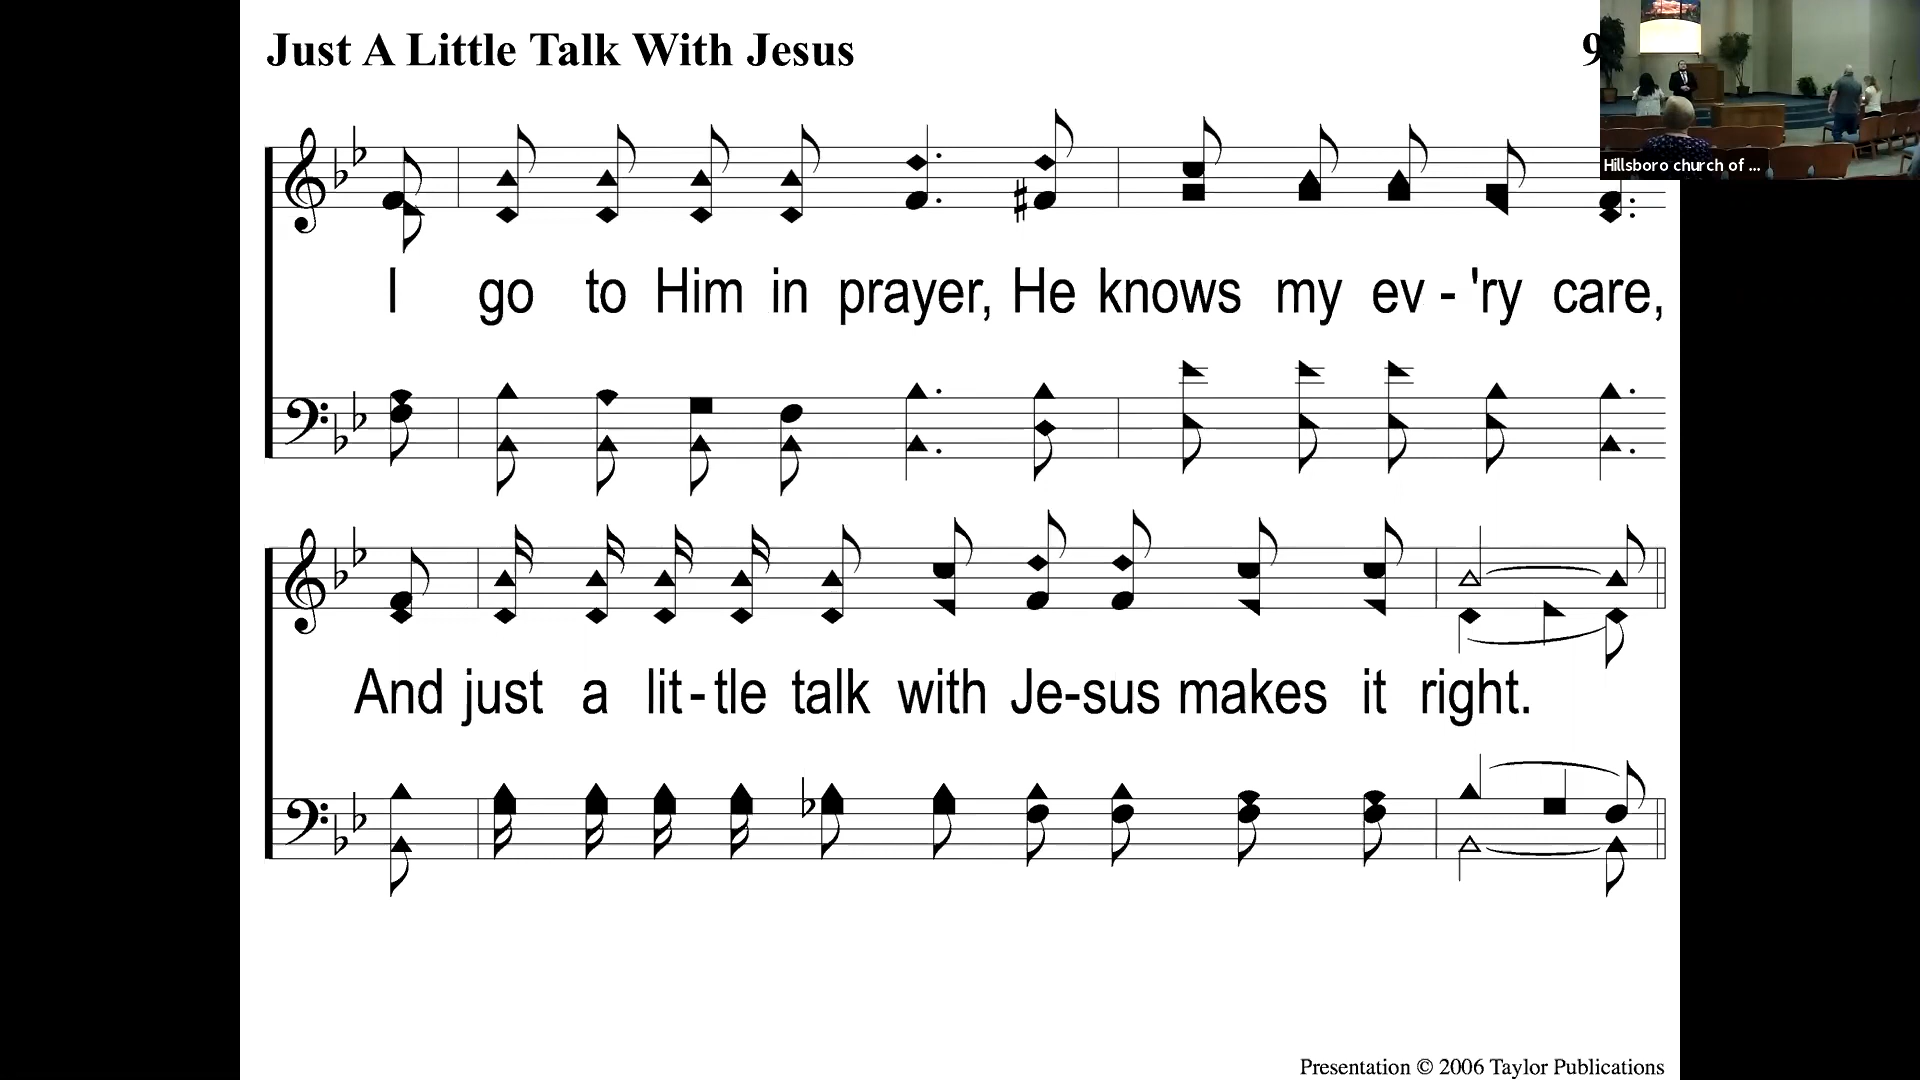 Just A Little Talk With Jesus 9
Hillsboro church of ...
I go to Him in prayer, He knows my ev - 'ry care,
And just a lit - tle talk with Je - sus makes it right.
Presentation © 2006 Taylor Publications